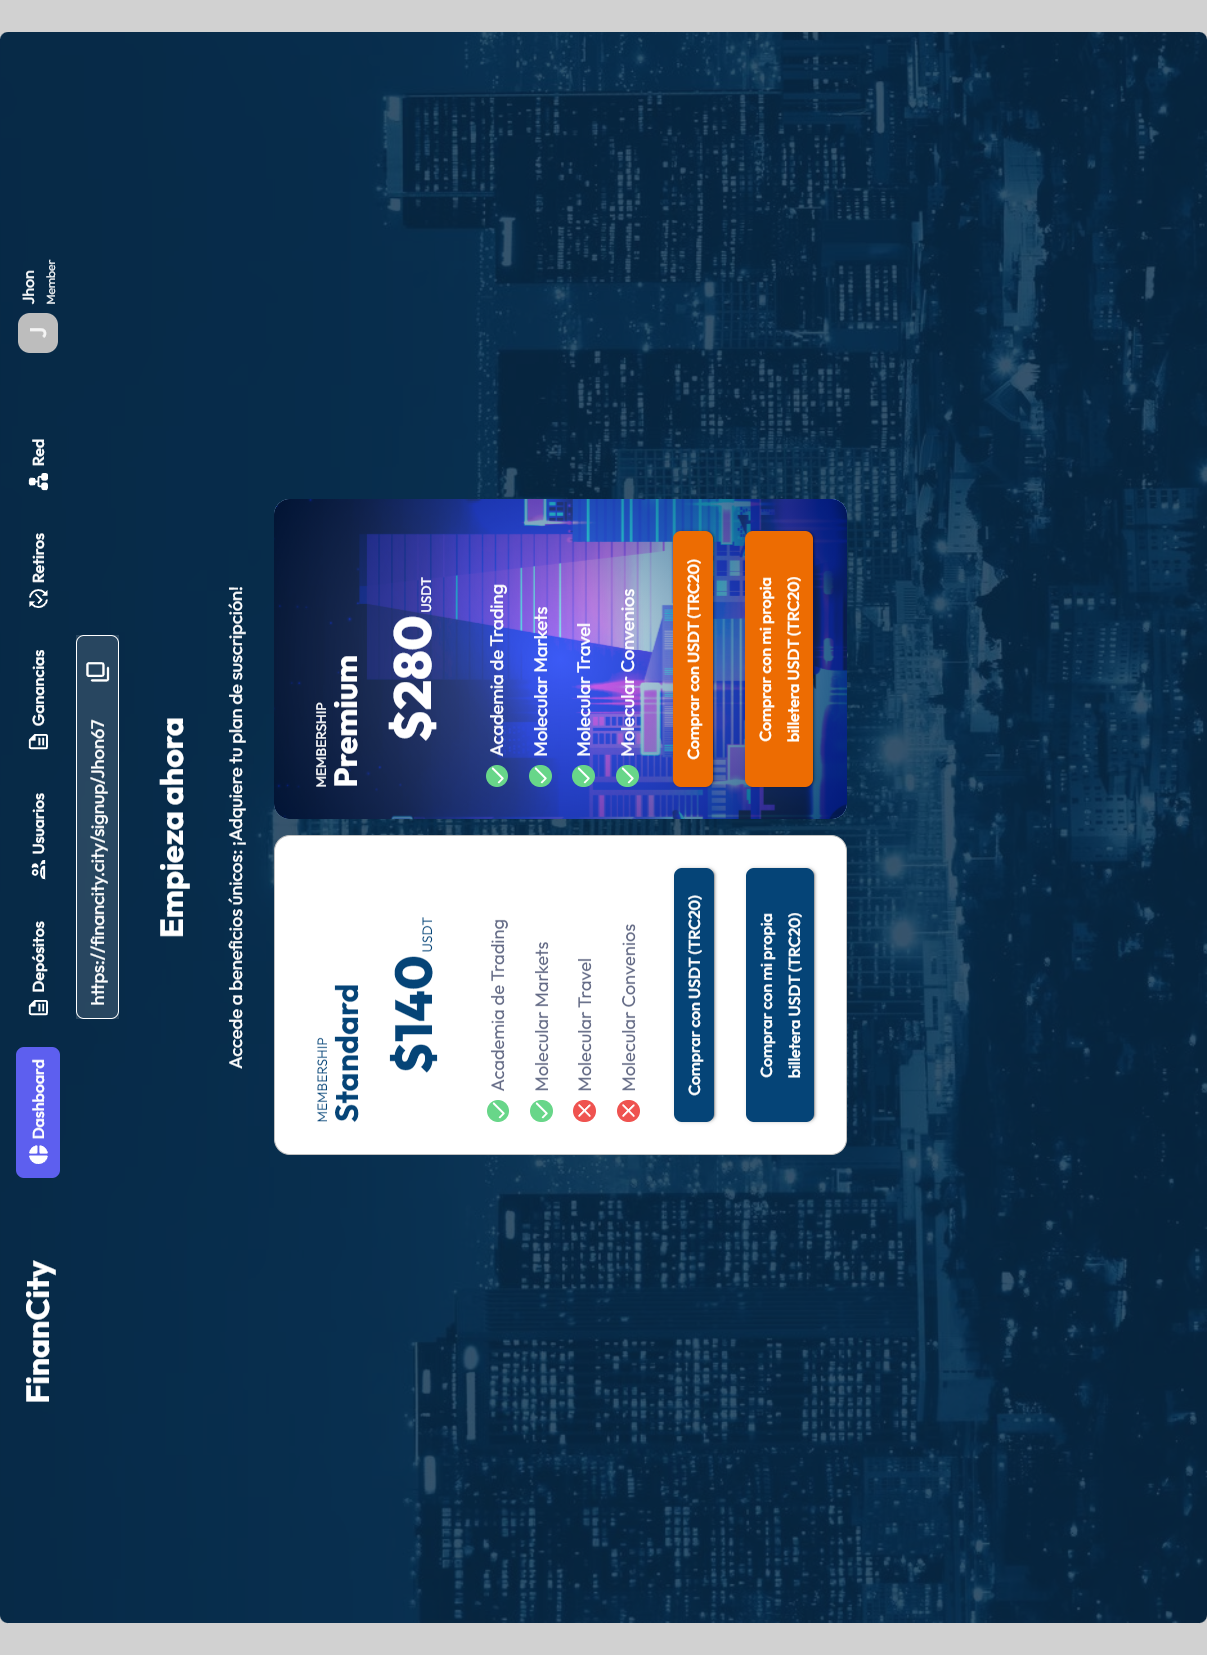 FinanCity
Dashboard
Depósitos
Usuarios
Ganancias
Retiros
Red
J
Jhon
Member
https://financity.city/signup/Jhon67
Empieza ahora
Accede a beneficios únicos: ¡Adquiere tu plan de suscripción!
MEMBERSHIP
Standard
$140 USDT
Academia de Trading
Molecular Markets
Molecular Travel
Molecular Convenios
Comprar con USDT (TRC20)
Comprar con mi propia
billetera USDT (TRC20)
MEMBERSHIP
Premium
$280 USDT
Academia de Trading
Molecular Markets
Molecular Travel
Molecular Convenios
Comprar con USDT (TRC20)
Comprar con mi propia
billetera USDT (TRC20)